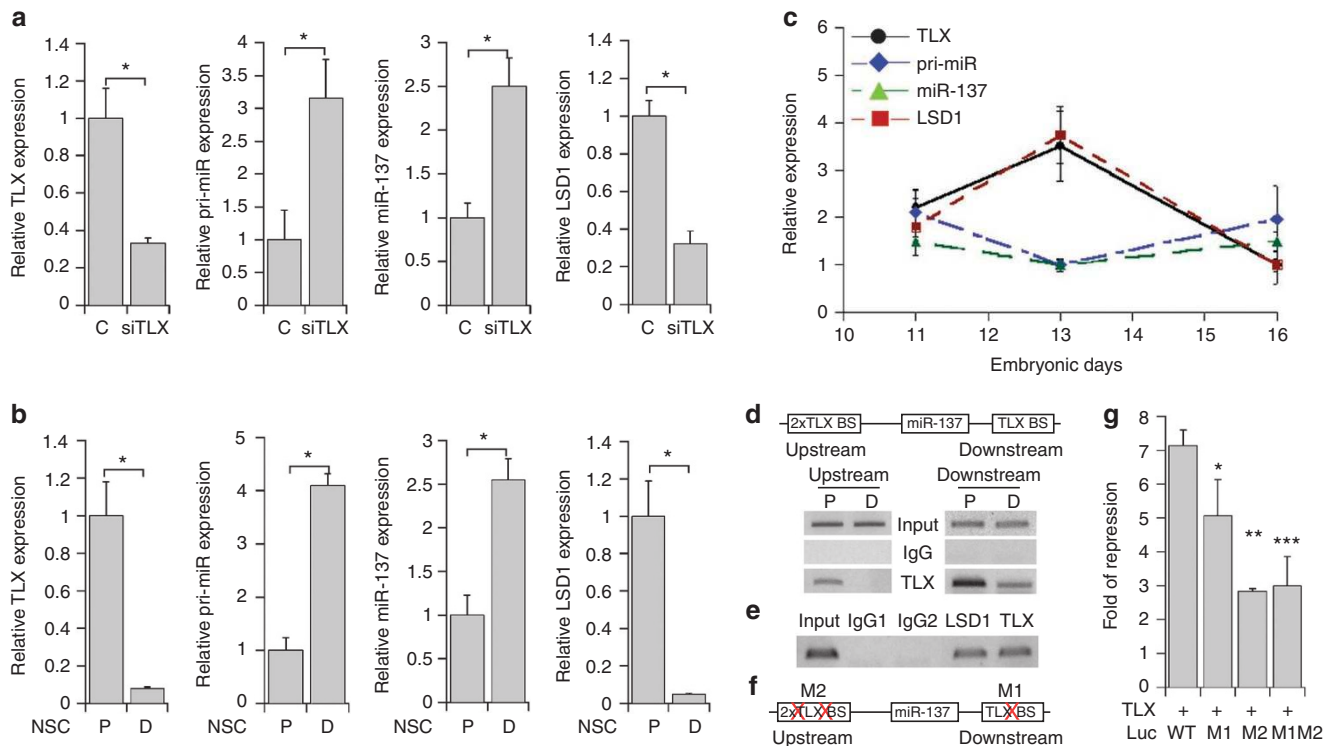 a
Relative TLX expression
1.4
1.2
1
0.8
0.6
0.4
0.2
0
*
C siTLX
Relative pri-miR expression
4
3.5
3
2.5
2
1.5
1
0.5
0
*
C siTLX
Relative miR-137 expression
3
2.5
2
1.5
1
0.5
0
*
C siTLX
Relative LSD1 expression
1.4
1.2
1
0.8
0.6
0.4
0.2
0
*
C siTLX
b
Relative TLX expression
1.4
1.2
1
0.8
0.6
0.4
0.2
0
*
NSC P D
Relative pri-miR expression
5
4
3
2
1
0
*
P D
Relative miR-137 expression
3
2.5
2
1.5
1
0.5
0
*
P D
Relative LSD1 expression
1.4
1.2
1
0.8
0.6
0.4
0.2
0
*
NSC P D
c
Relative expression
6
5
4
3
2
1
0
TLX
pri-miR
miR-137
LSD1
10 11 12 13 14 15 16
Embryonic days
d
2xTLX BS miR-137 TLX BS
Upstream Downstream
Upstream Downstream
P D P D
Input
IgG
TLX
e
Input IgG1 IgG2 LSD1 TLX
f
M2 M1
2xTLX BS miR-137 TLX BS
Upstream Downstream
g
Fold of repression
8
7
6
5
4
3
2
1
0
*
**
***
TLX + + + +
Luc WT M1 M2 M1M2